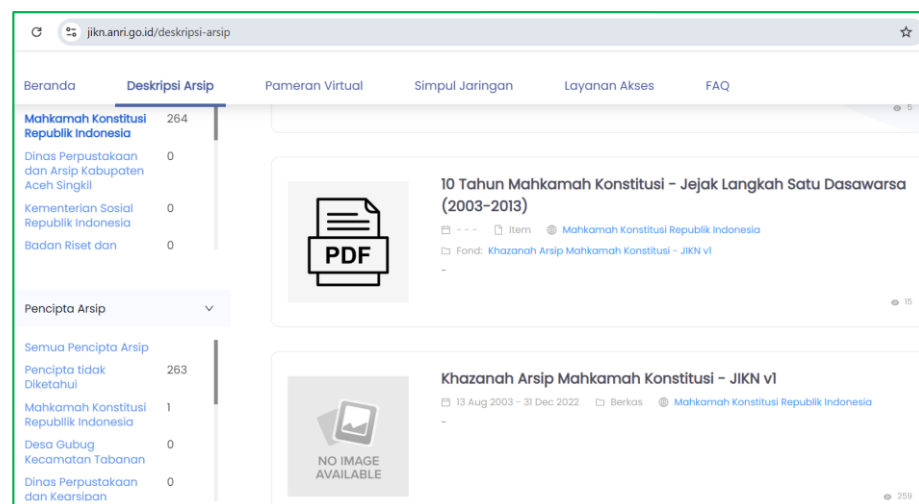 jikn.anri.go.id/deskripsi-arsip
Beranda
Deskripsi Arsip
Pameran Virtual
Simpul Jaringan
Layanan Akses
FAQ
Mahkamah Konstitusi
Republik Indonesia
264
Dinas Perpustakaan
dan Arsip Kabupaten
Aceh Singkil
0
Kementerian Sosial
Republik Indonesia
0
Badan Riset dan
0
Pencipta Arsip
Semua Pencipta Arsip
Pencipta tidak
Diketahui
263
Mahkamah Konstitusi
Republlik Indonesia
1
Desa Gubug
Kecamatan Tabanan
0
Dinas Perpustakaan
dan Kearsipan
0
5
PDF
10 Tahun Mahkamah Konstitusi - Jejak Langkah Satu Dasawarsa
(2003-2013)
- - - Item Mahkamah Konstitusi Republik Indonesia
Fond: Khazanah Arsip Mahkamah Konstitusi - JIKN v1
-
15
NO IMAGE
AVAILABLE
Khazanah Arsip Mahkamah Konstitusi - JIKN v1
13 Aug 2003 - 31 Dec 2022 Berkas Mahkamah Konstitusi Republik Indonesia
-
259